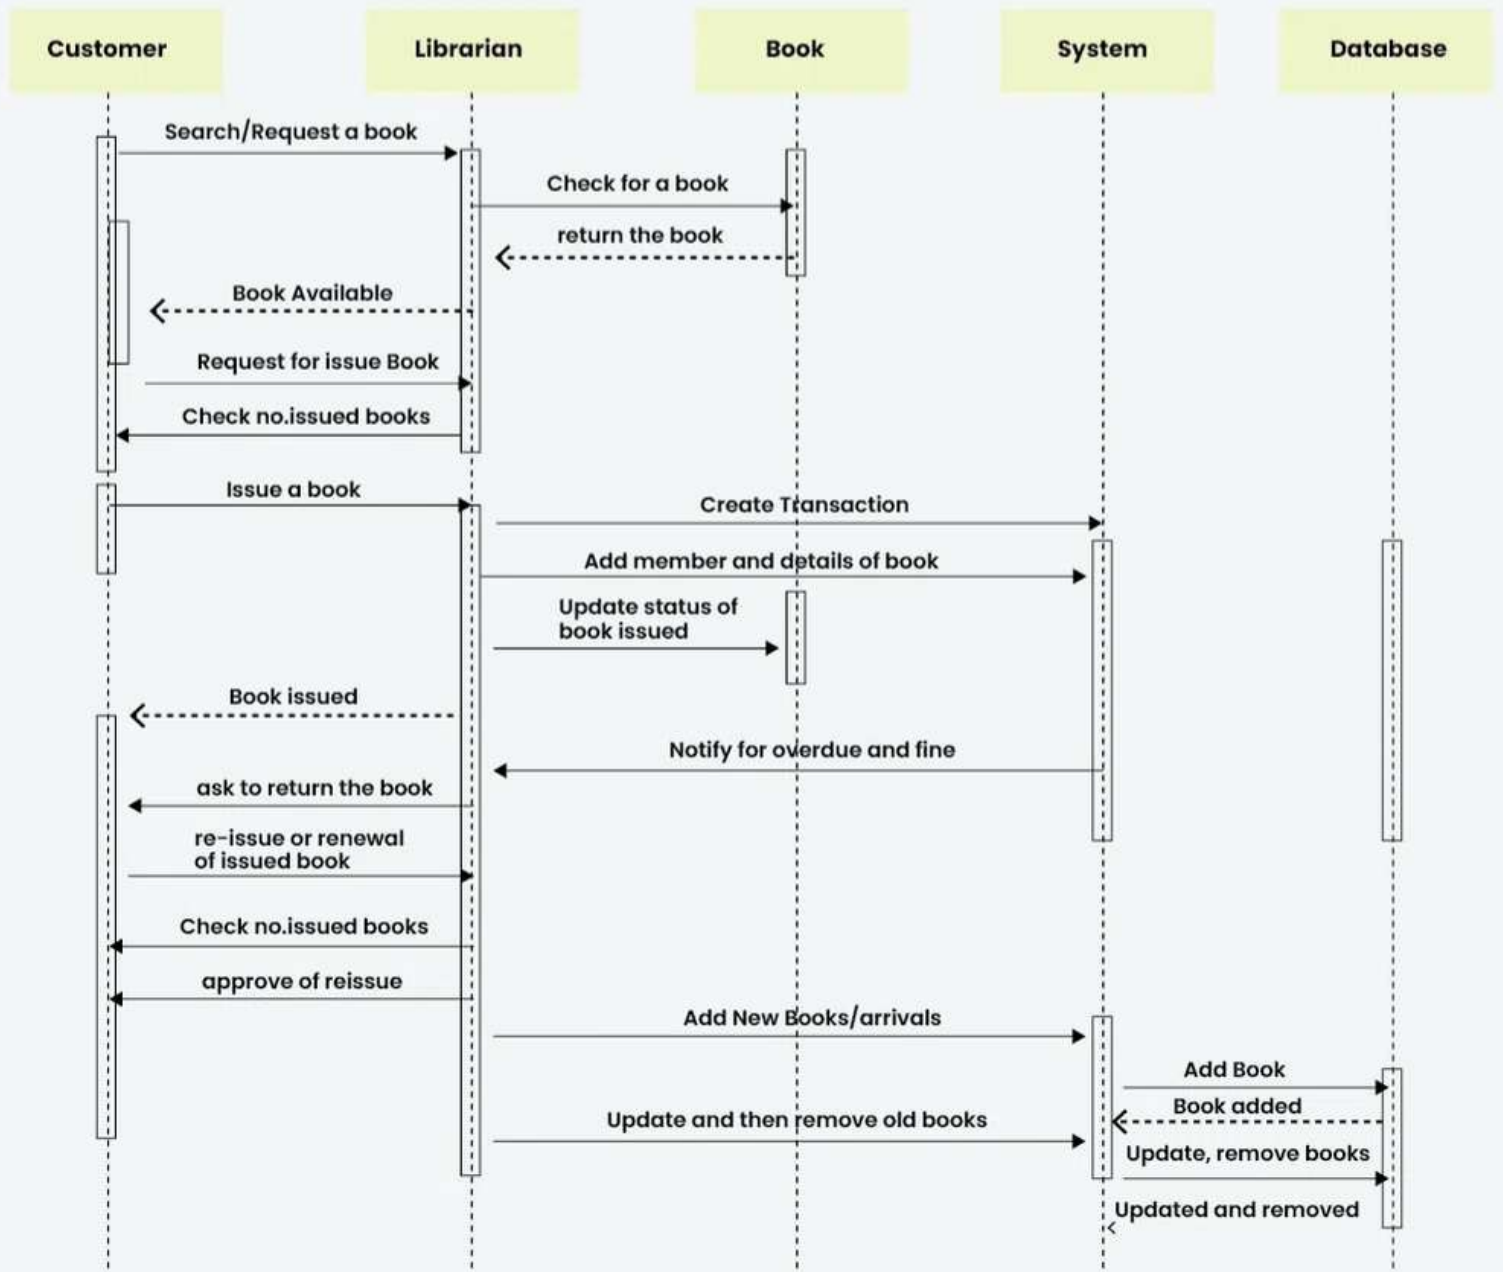 Customer
Librarian
Book
System
Database
Search/Request a book
Check for a book
return the book
Book Available
Request for issue Book
Check no.issued books
Issue a book
Create Transaction
Add member and details of book
Update status of
book issued
Book issued
Notify for overdue and fine
ask to return the book
re-issue or renewal
of issued book
Check no.issued books
approve of reissue
Add New Books/arrivals
Add Book
Book added
Update and then remove old books
Update, remove books
Updated and removed